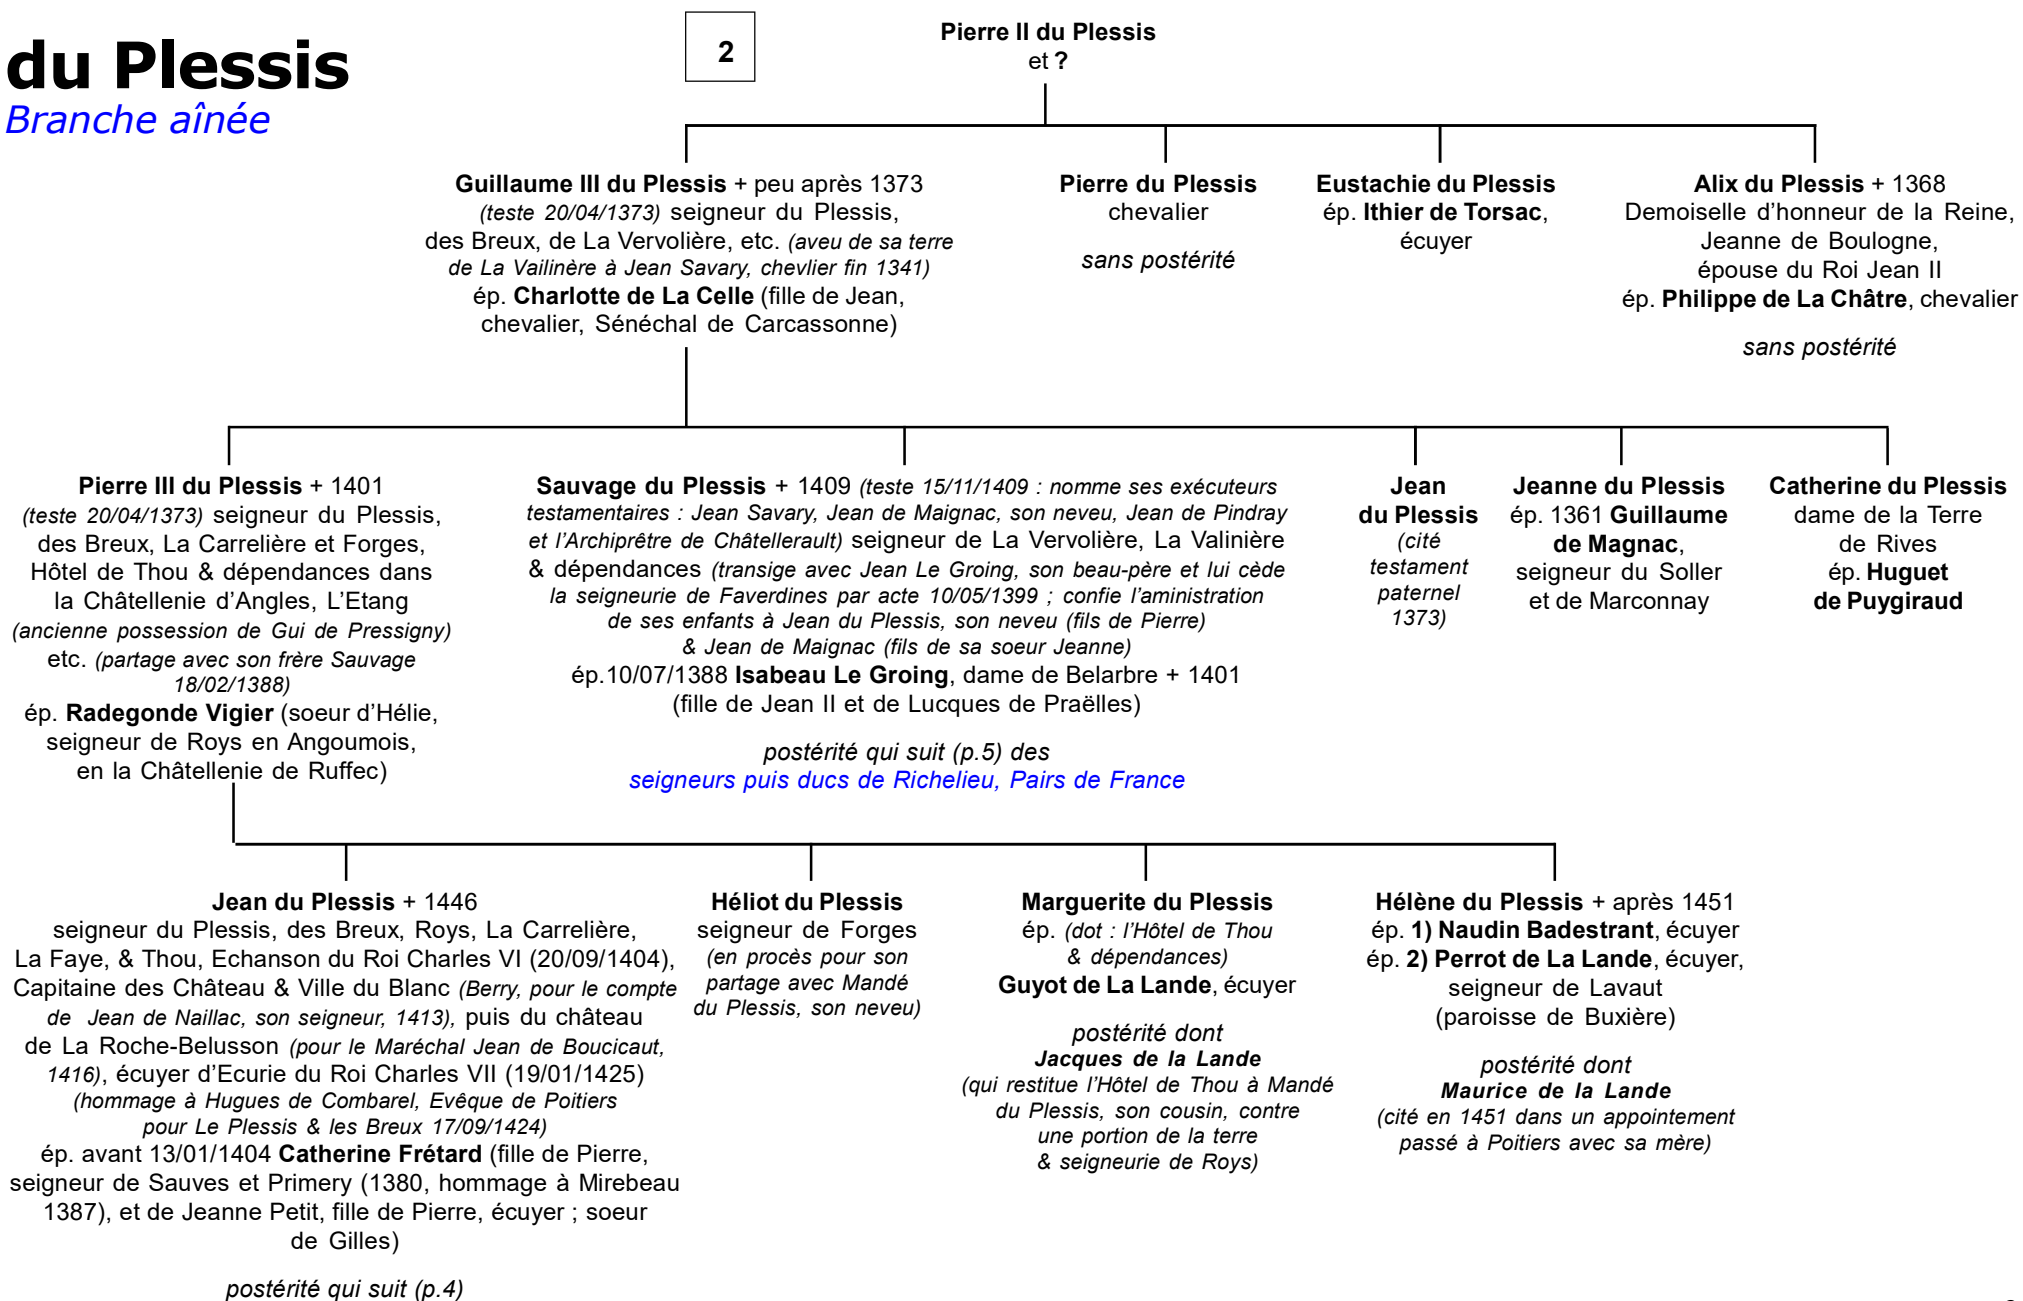 du Plessis
Branche aînée
2
Pierre II du Plessis
et ?
Guillaume III du Plessis + peu après 1373
(teste 20/04/1373) seigneur du Plessis,
des Breux, de La Vervolière, etc. (aveu de sa terre
de La Vailinère à Jean Savary, chevlier fin 1341)
ép. Charlotte de La Celle (fille de Jean,
chevalier, Sénéchal de Carcassonne)
Pierre du Plessis
chevalier
sans postérité
Eustachie du Plessis
ép. Ithier de Torsac,
écuyer
Alix du Plessis + 1368
Demoiselle d’honneur de la Reine,
Jeanne de Boulogne,
épouse du Roi Jean II
ép. Philippe de La Châtre, chevalier
sans postérité
Pierre III du Plessis + 1401
(teste 20/04/1373) seigneur du Plessis,
des Breux, La Carrelière et Forges,
Hôtel de Thou & dépendances dans
la Châtellenie d’Angles, L’Etang
(ancienne possession de Gui de Pressigny)
etc. (partage avec son frère Sauvage
18/02/1388)
ép. Radegonde Vigier (soeur d’Hélie,
seigneur de Roys en Angoumois,
en la Châtellenie de Ruffec)
Sauvage du Plessis + 1409 (teste 15/11/1409 : nomme ses exécuteurs
testamentaires : Jean Savary, Jean de Maignac, son neveu, Jean de Pindray
et l’Archiprêtre de Châtellerault) seigneur de La Vervolière, La Valinière
& dépendances (transige avec Jean Le Groing, son beau-père et lui cède
la seigneurie de Faverdines par acte 10/05/1399 ; confie l’aministration
de ses enfants à Jean du Plessis, son neveu (fils de Pierre)
& Jean de Maignac (fils de sa soeur Jeanne)
ép.10/07/1388 Isabeau Le Groing, dame de Belarbre + 1401
(fille de Jean II et de Lucques de Praëlles)
postérité qui suit (p.5) des
seigneurs puis ducs de Richelieu, Pairs de France
Jean
du Plessis
(cité
testament
paternel
1373)
Jeanne du Plessis
ép. 1361 Guillaume
de Magnac,
seigneur du Soller
et de Marconnay
Catherine du Plessis
dame de la Terre
de Rives
ép. Huguet
de Puygiraud
Jean du Plessis + 1446
seigneur du Plessis, des Breux, Roys, La Carrelière,
La Faye, & Thou, Echanson du Roi Charles VI (20/09/1404),
Capitaine des Château & Ville du Blanc (Berry, pour le compte
de Jean de Naillac, son seigneur, 1413), puis du château
de La Roche-Belusson (pour le Maréchal Jean de Boucicaut,
1416), écuyer d’Ecurie du Roi Charles VII (19/01/1425)
(hommage à Hugues de Combarel, Evêque de Poitiers
pour Le Plessis & les Breux 17/09/1424)
ép. avant 13/01/1404 Catherine Frétard (fille de Pierre,
seigneur de Sauves et Primery (1380, hommage à Mirebeau
1387), et de Jeanne Petit, fille de Pierre, écuyer ; soeur
de Gilles)
postérité qui suit (p.4)
Héliot du Plessis
seigneur de Forges
(en procès pour son
partage avec Mandé
du Plessis, son neveu)
Marguerite du Plessis
ép. (dot : l’Hôtel de Thou
& dépendances)
Guyot de La Lande, écuyer
postérité dont
Jacques de la Lande
(qui restitue l’Hôtel de Thou à Mandé
du Plessis, son cousin, contre
une portion de la terre
& seigneurie de Roys)
Hélène du Plessis + après 1451
ép. 1) Naudin Badestrant, écuyer
ép. 2) Perrot de La Lande, écuyer,
seigneur de Lavaut
(paroisse de Buxière)
postérité dont
Maurice de la Lande
(cité en 1451 dans un appointement
passé à Poitiers avec sa mère)